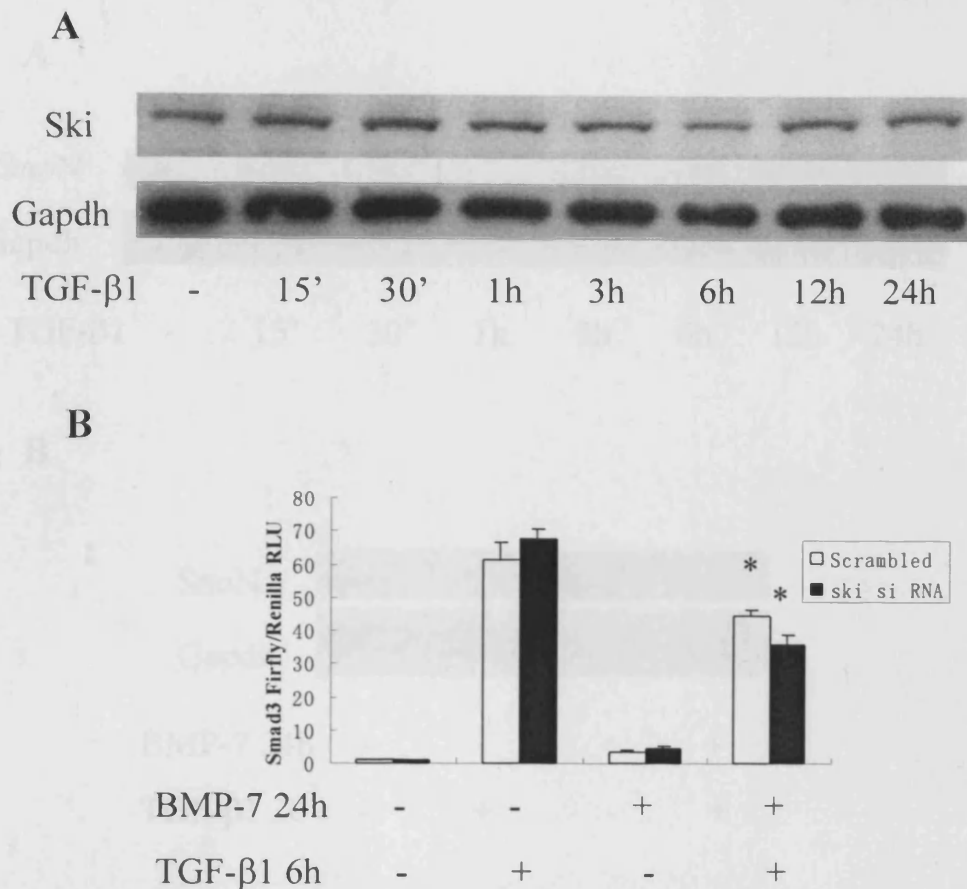 A
Ski
Gapdh
TGF-β1 - 15’ 30’ 1h 3h 6h 12h 24h
B
80
70
60
50
40
30
20
10
0
Smad3 Firfly/Renilla RLU
* *
Scrambled
ski si RNA
BMP-7 24h - - + +
TGF-β1 6h - + - +